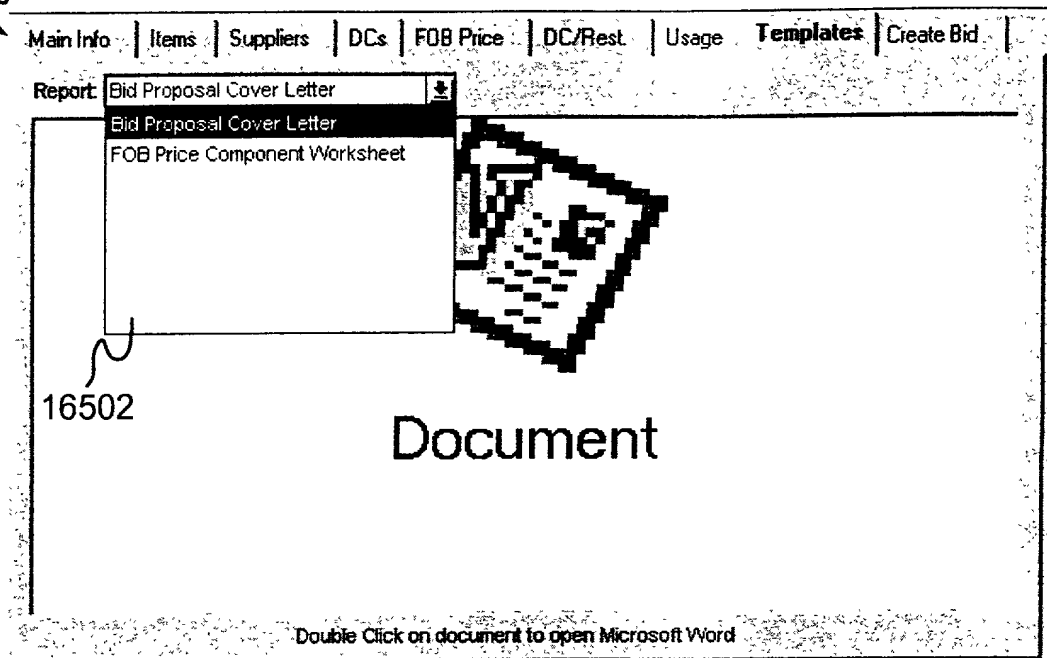 Main Info Items Suppliers DCs FOB Price DC/Rest. Usage Templates Create Bid
Report: Bid Proposal Cover Letter
Bid Proposal Cover Letter
FOB Price Component Worksheet
16502
Document
Double Click on document to open Microsoft Word